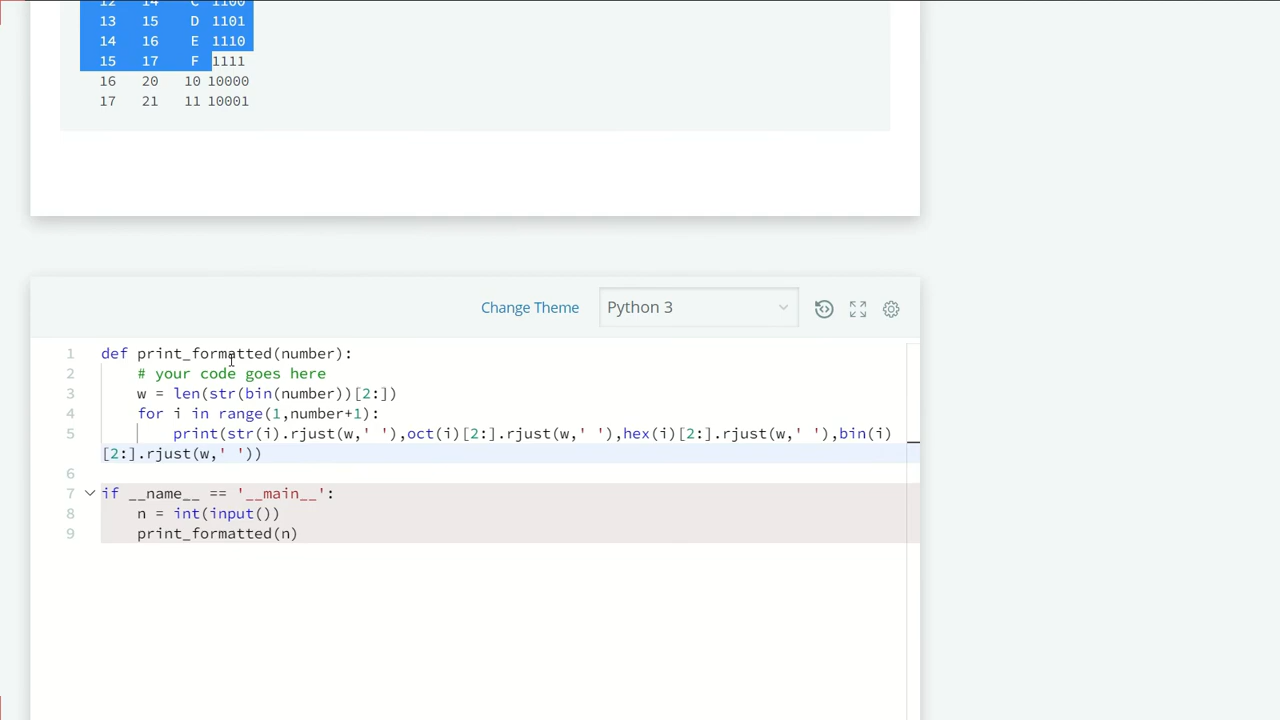 12 14 C 1100
13 15 D 1101
14 16 E 1110
15 17 F 1111
16 20 10 10000
17 21 11 10001
Change Theme Python 3
1 def print_formatted(number):
2 # your code goes here
3 w = len(str(bin(number))[2:])
4 for i in range(1,number+1):
5 print(str(i).rjust(w,' '),oct(i)[2:].rjust(w,' '),hex(i)[2:].rjust(w,' '),bin(i)
[2:].rjust(w,' '))
6
7 if __name__ == '__main__':
8 n = int(input())
9 print_formatted(n)